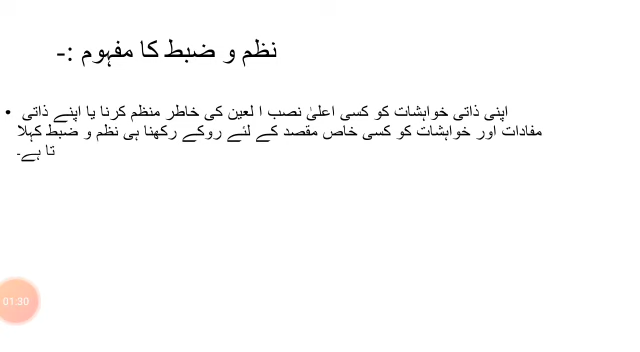 نظم و ضبط کا مفہوم :-
• اپنی ذاتی خواہشات کو کسی اعلیٰ نصب ا لعین کی خاطر منظم کرنا یا اپنے ذاتی
مفادات اور خواہشات کو کسی خاص مقصد کے لئے روکے رکھنا ہی نظم و ضبط کہلا
تا ہے۔
01:30